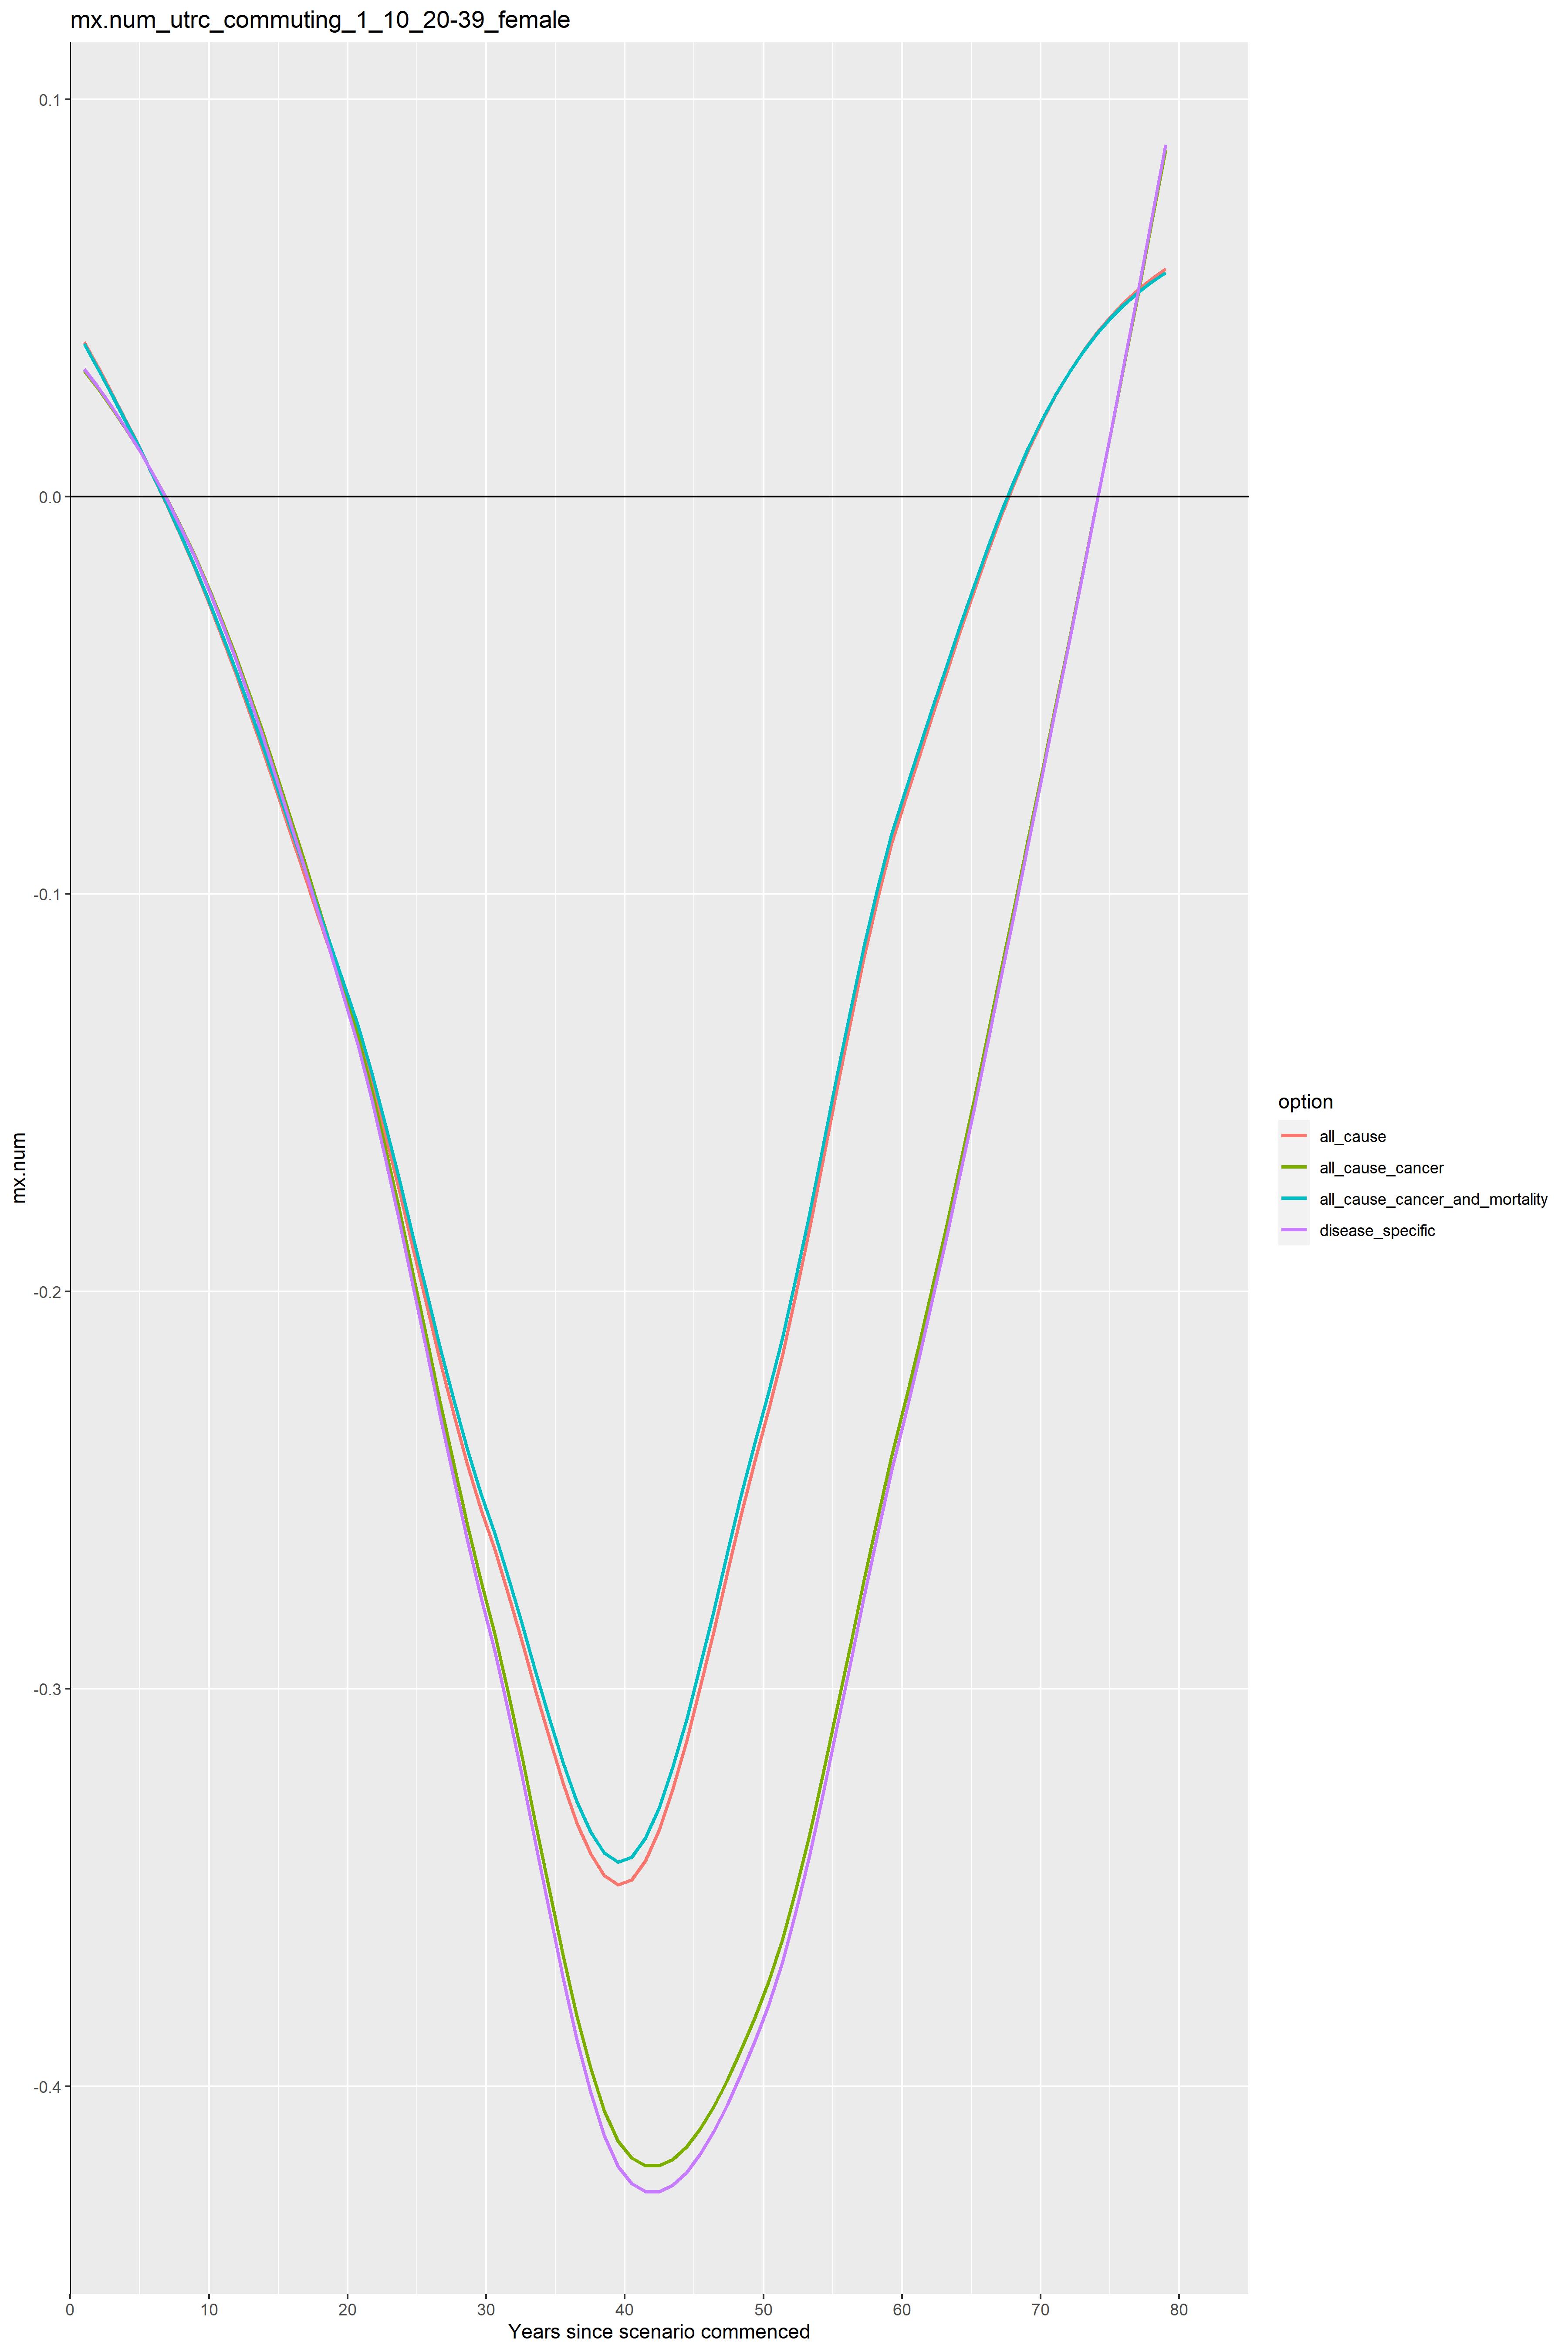 mx.num_utrc_commuting_1_10_20-39_female
0.1
0.0
-0.1
-0.2
-0.3
-0.4
mx.num
0 10 20 30 40 50 60 70 80
Years since scenario commenced
option
all_cause
all_cause_cancer
all_cause_cancer_and_mortality
disease_specific